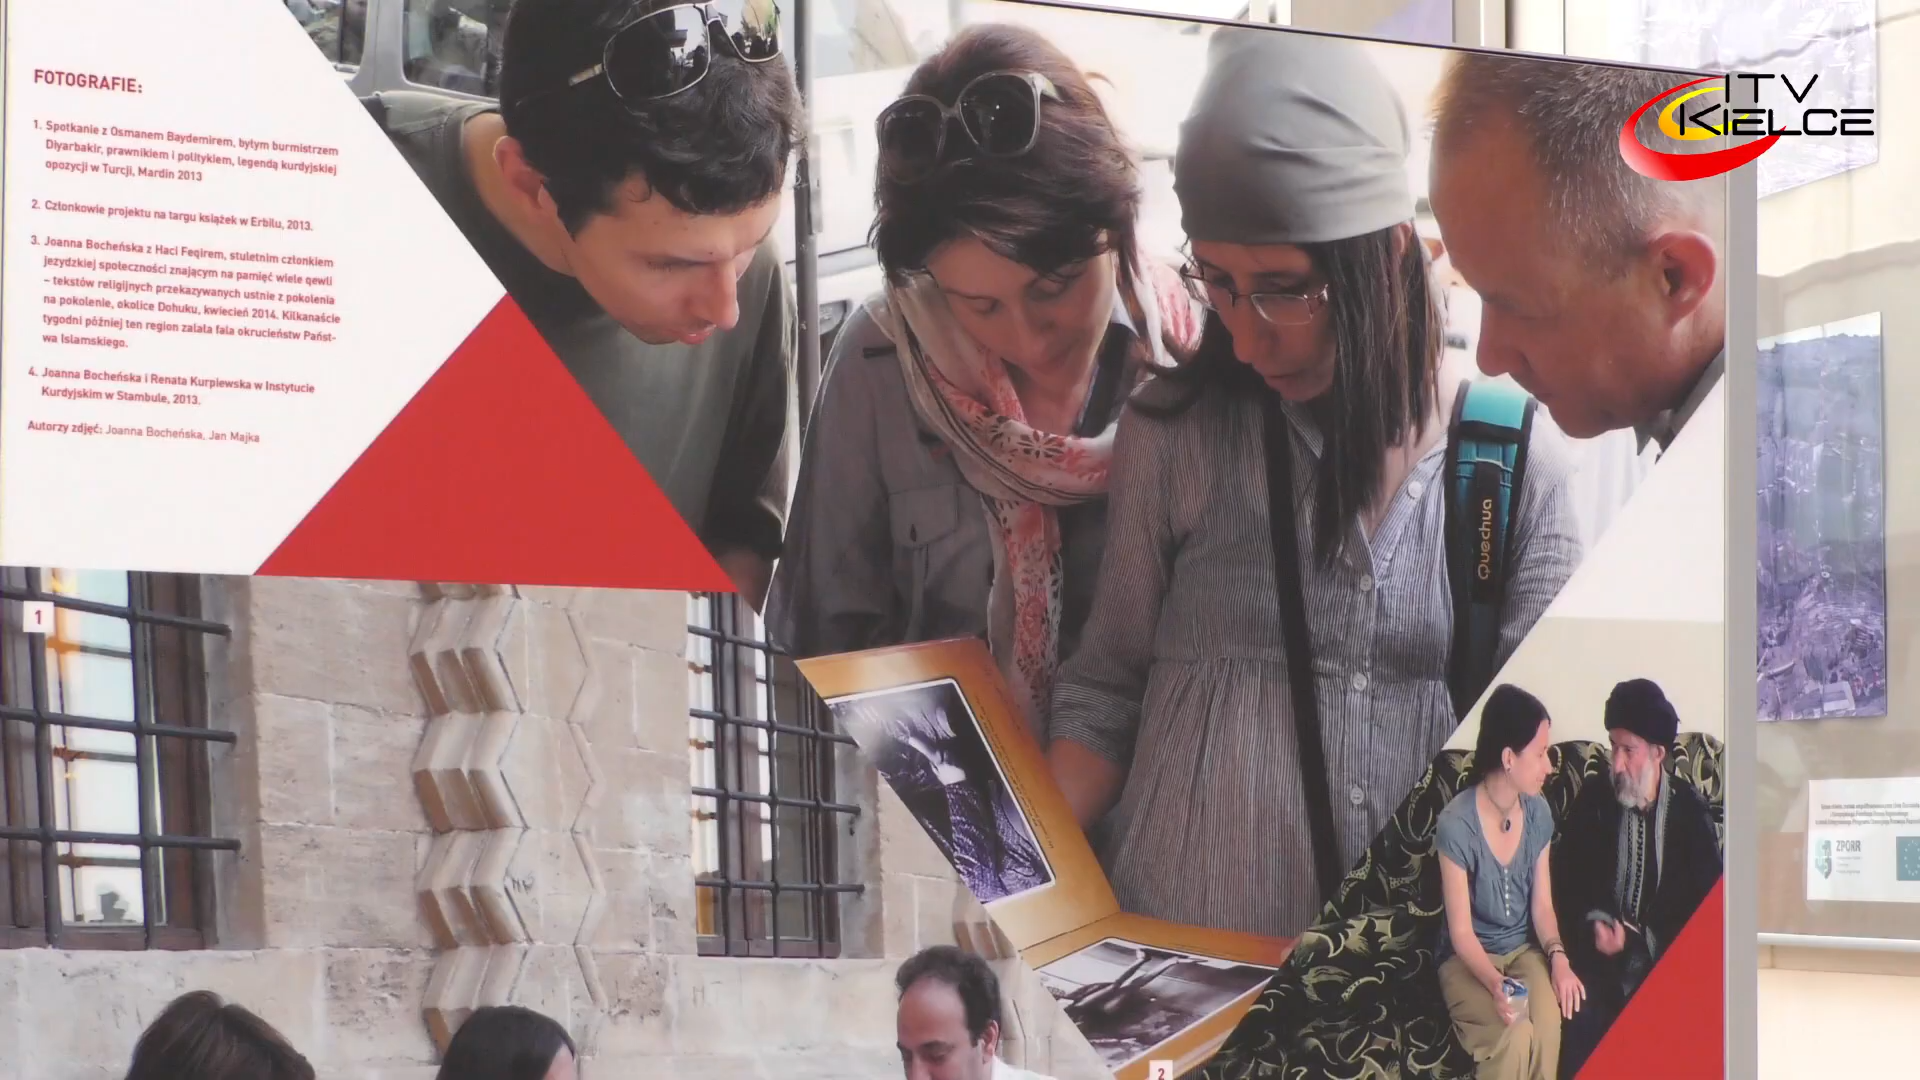 FOTOGRAFIE:
1. Spotkanie z Osmanem Baydemirem, byłym burmistrzem
Diyarbakir, prawnikiem i politykiem, legendą kurdyjskiej
opozycji w Turcji, Mardin 2013
2. Członkowie projektu na targu książek w Erbilu, 2013.
3. Joanna Bocheńska z Haci Feqirem, stuletnim członkiem
jezydzkiej społeczności znającym na pamięć wiele qewli
– tekstów religijnych przekazywanych ustnie z pokolenia
na pokolenie, okolice Dohuku, kwiecień 2014. Kilkanaście
tygodni później ten region zalała fala okrucieństw Państ-
wa Islamskiego.
4. Joanna Bocheńska i Renata Kurpiewska w Instytucie
Kurdyjskim w Stambule, 2013.
Autorzy zdjęć: Joanna Bocheńska, Jan Majka
ITV
KIELCE
Quechua
1
2
ZPORR